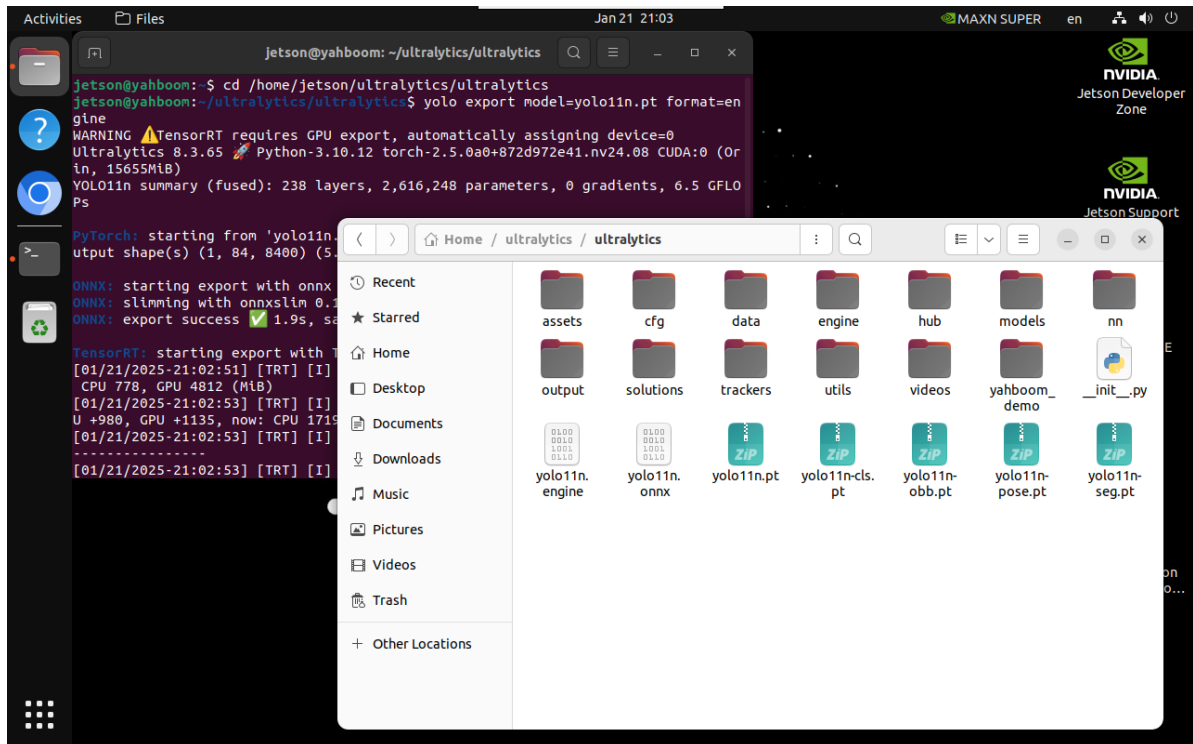 Activities
Files
Jan 21 21:03
MAXN SUPER
en
jetson@yahboom: ~/ultralytics/ultralytics
jetson@yahboom:~$ cd /home/jetson/ultralytics/ultralytics
jetson@yahboom:~/ultralytics/ultralytics$ yolo export model=yolo11n.pt format=en
gine
WARNING ⚠️TensorRT requires GPU export, automatically assigning device=0
Ultralytics 8.3.65 🚀 Python-3.10.12 torch-2.5.0a0+872d972e41.nv24.08 CUDA:0 (Or
in, 15655MiB)
YOLO11n summary (fused): 238 layers, 2,616,248 parameters, 0 gradients, 6.5 GFLO
Ps
PyTorch: starting from 'yolo11n.
utput shape(s) (1, 84, 8400) (5.
ONNX: starting export with onnx
ONNX: slimming with onnxslim 0.1
ONNX: export success ✅ 1.9s, sa
TensorRT: starting export with T
[01/21/2025-21:02:51] [TRT] [I]
CPU 778, GPU 4812 (MiB)
[01/21/2025-21:02:53] [TRT] [I]
U +980, GPU +1135, now: CPU 1719
[01/21/2025-21:02:53] [TRT] [I]
----------------
[01/21/2025-21:02:53] [TRT] [I]
NVIDIA.
Jetson Developer
Zone
NVIDIA.
Jetson Support
Home / ultralytics / ultralytics
Recent
Starred
Home
Desktop
Documents
Downloads
Music
Pictures
Videos
Trash
Other Locations
assets
cfg
data
engine
hub
models
nn
output
solutions
trackers
utils
videos
yahboom_
demo
__init__.py
yolo11n.
engine
yolo11n.
onnx
yolo11n.pt
yolo11n-cls.
pt
yolo11n-
obb.pt
yolo11n-
pose.pt
yolo11n-
seg.pt